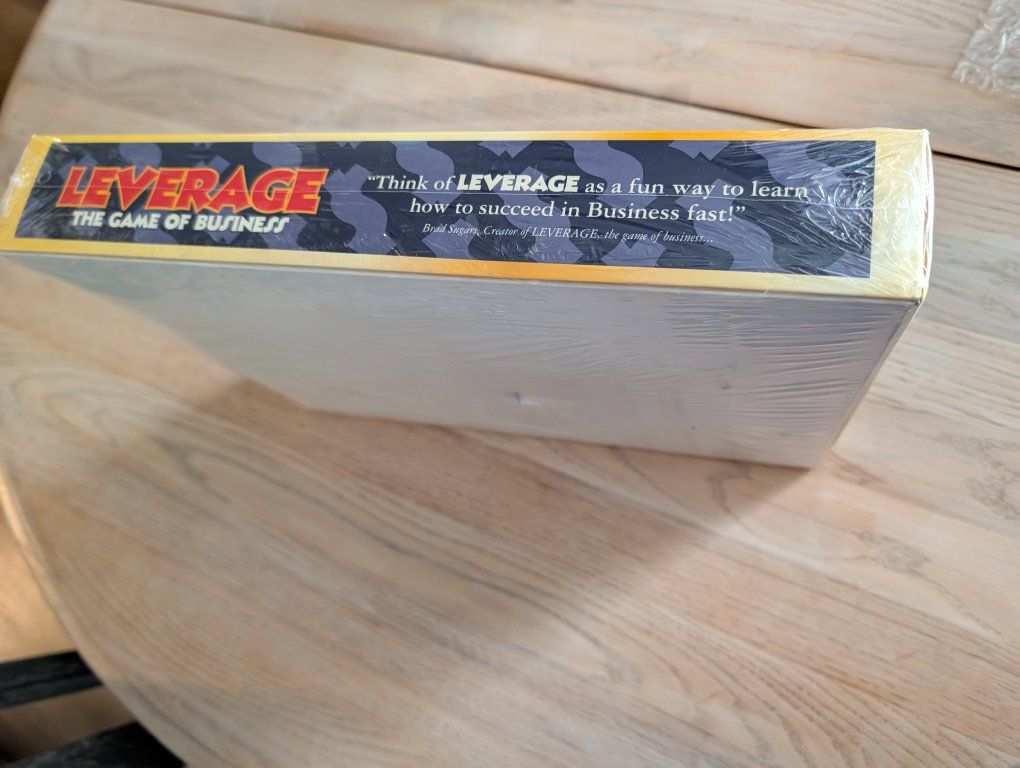 LEVERAGE
THE GAME OF BUSINESS
“Think of LEVERAGE as a fun way to learn
how to succeed in Business fast!”
Brad Sugars, Creator of LEVERAGE, the game of business...